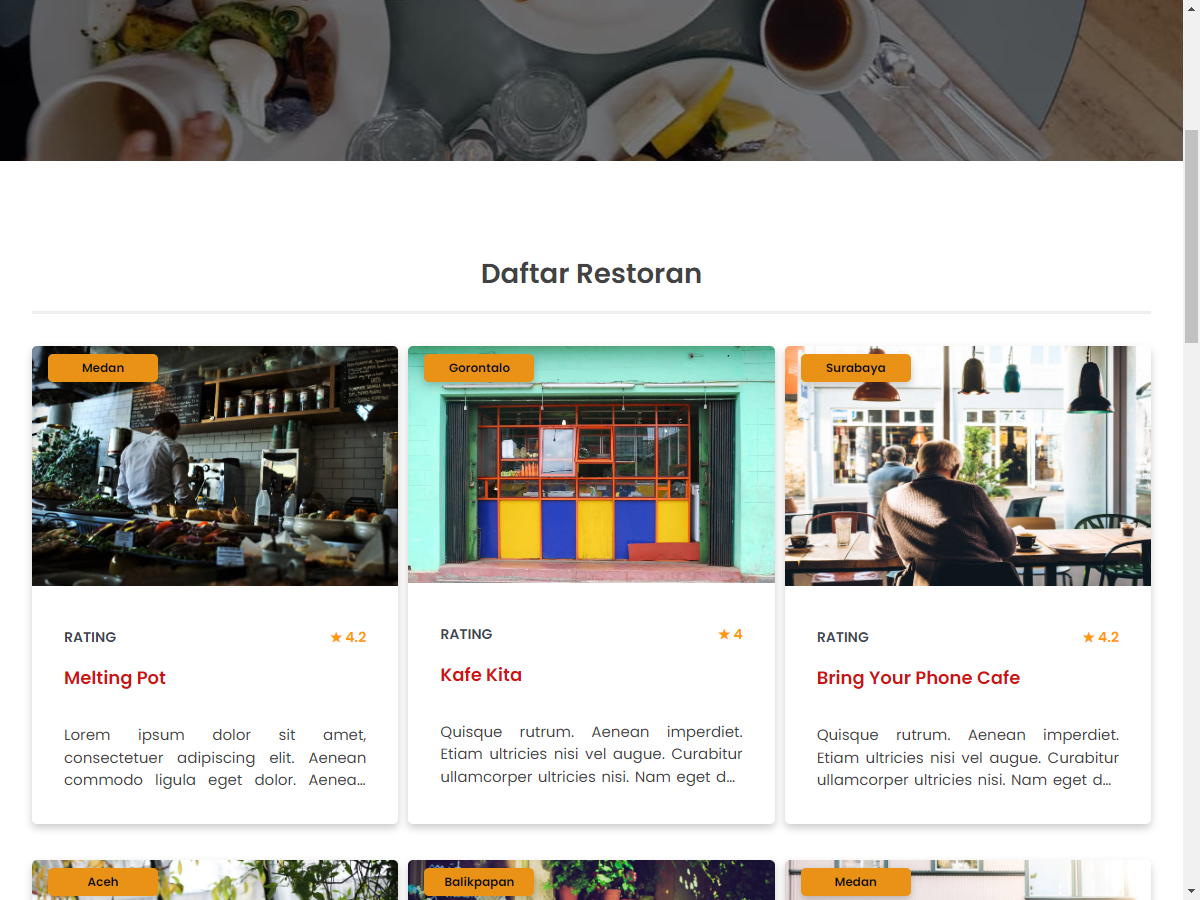 Daftar Restoran
Medan
Gorontalo
Surabaya
RATING
★ 4.2
Melting Pot
Lorem ipsum dolor sit amet,
consectetuer adipiscing elit. Aenean
commodo ligula eget dolor. Aenea...
RATING
★ 4
Kafe Kita
Quisque rutrum. Aenean imperdiet.
Etiam ultricies nisi vel augue. Curabitur
ullamcorper ultricies nisi. Nam eget d...
RATING
★ 4.2
Bring Your Phone Cafe
Quisque rutrum. Aenean imperdiet.
Etiam ultricies nisi vel augue. Curabitur
ullamcorper ultricies nisi. Nam eget d...
Aceh
Balikpapan
Medan